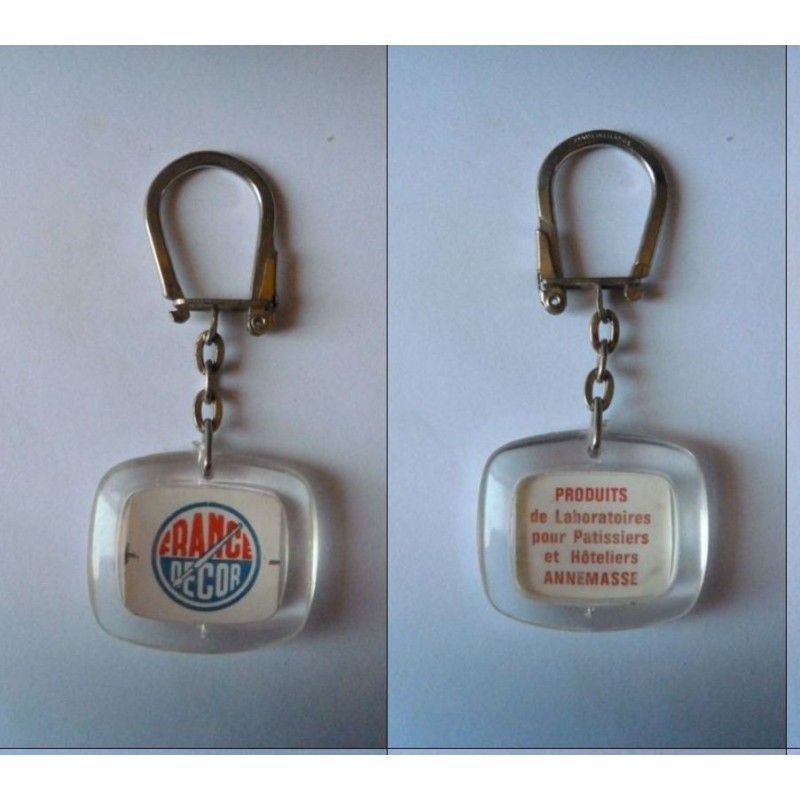 FRANCE
DECOR
PRODUITS
de Laboratoires
pour Patissiers
et Hôteliers
ANNEMASSE